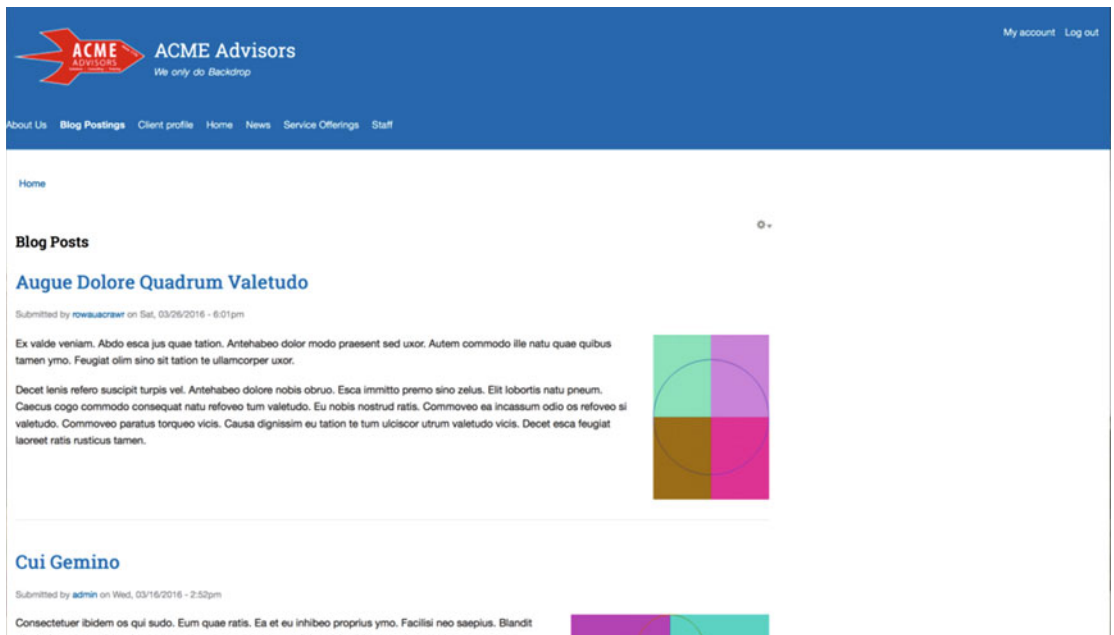 My account Log out
ACME
ADVISORS
ACME Advisors
We only do Backdrop
About Us Blog Postings Client profile Home News Service Offerings Staff
Home
Blog Posts
Augue Dolore Quadrum Valetudo
Submitted by rowauacrawr on Sat, 03/26/2016 - 6:01pm
Ex valde veniam. Abdo esca jus quae tation. Antehabeo dolor modo praesent sed uxor. Autem commodo ille natu quae quibus
tamen ymo. Feugiat olim sino sit tation te ullamcorper uxor.
Decet lenis refero suscipit turpis vel. Antehabeo dolore nobis obruo. Esca immitto premo sino zelus. Elit lobortis natu pneum.
Caecus cogo commodo consequat natu refoveo tum valetudo. Eu nobis nostrud ratis. Commoveo ea incassum odio os refoveo si
valetudo. Commoveo paratus torqueo vicis. Causa dignissim eu tation te tum ulciscor utrum valetudo vicis. Decet esca feugiat
laoreet ratis rusticus tamen.
Cui Gemino
Submitted by admin on Wed, 03/16/2016 - 2:52pm
Consectetuer ibidem os qui sudo. Eum quae ratis. Ea et eu inhibeo proprius ymo. Facilisi neo saepius. Blandit